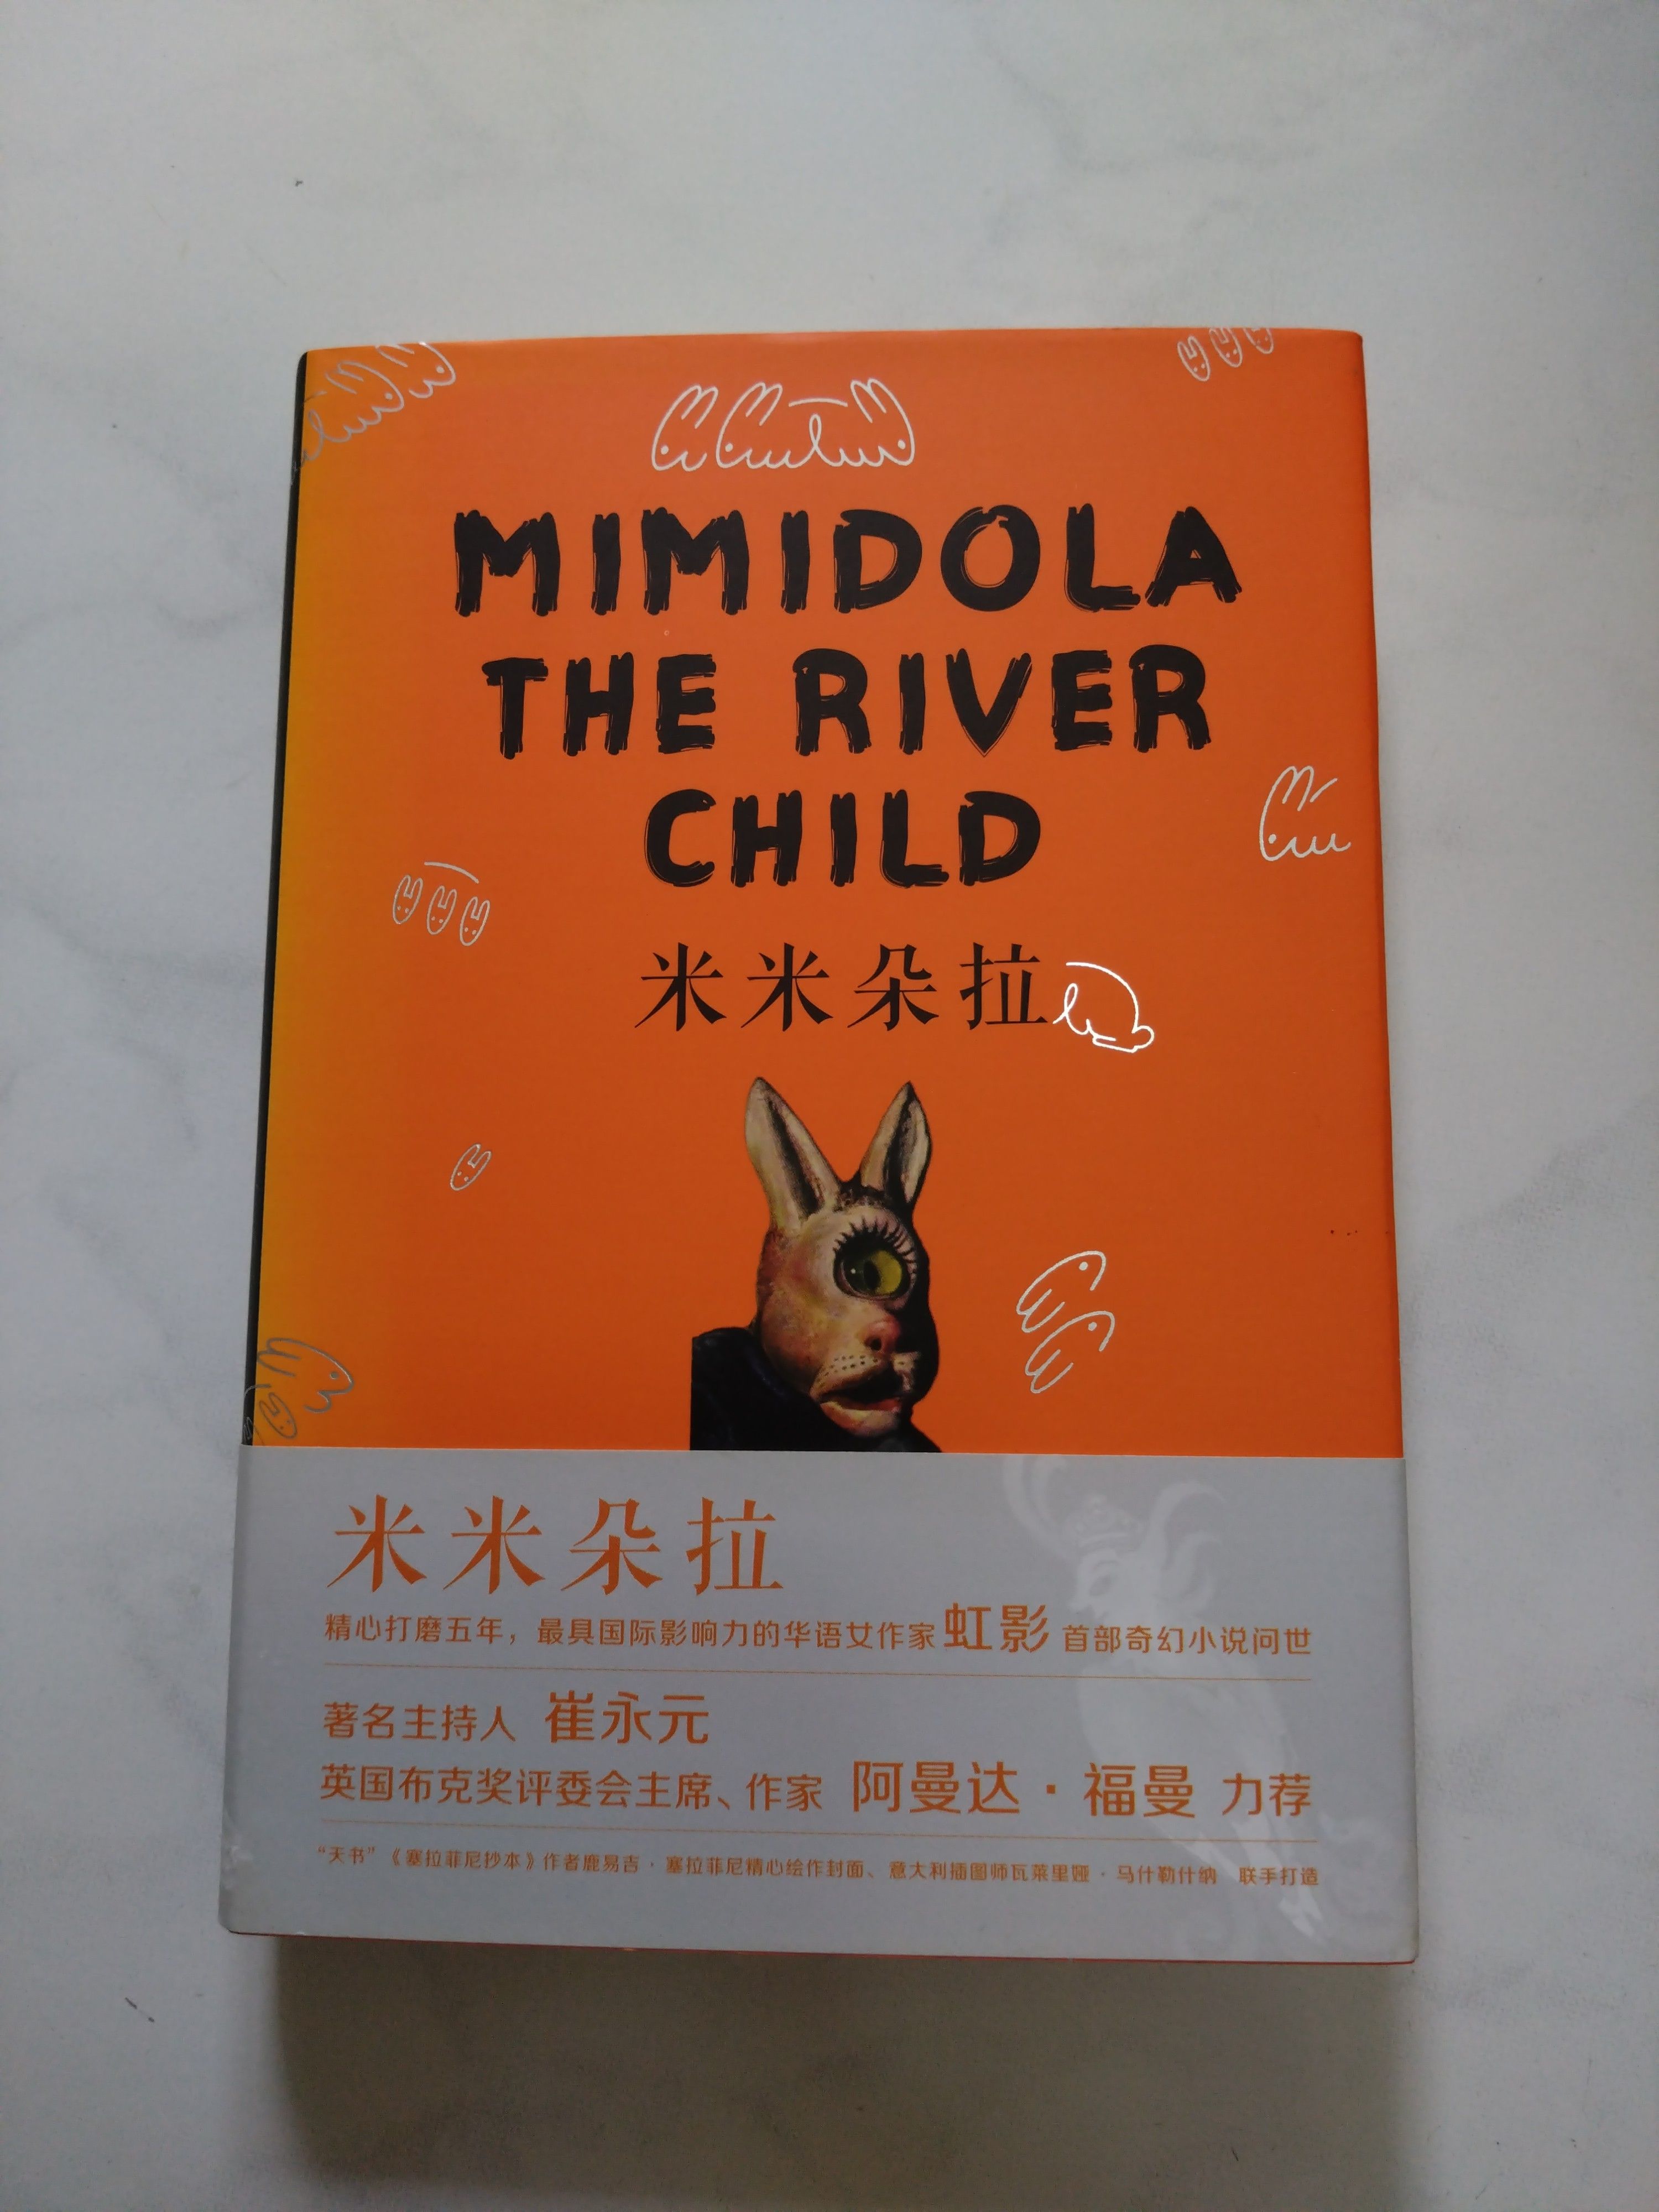 MIMIDOLA
THE RIVER
CHILD
米米朵拉
米米朵拉
精心打磨五年，最具国际影响力的华语女作家 虹影 首部奇幻小说问世
著名主持人 崔永元
英国布克奖评委会主席、作家 阿曼达·福曼 力荐
“天书”《塞拉菲尼抄本》作者鹿易吉·塞拉菲尼精心绘作封面、意大利插图师瓦莱里娅·马什勒什纳 联手打造